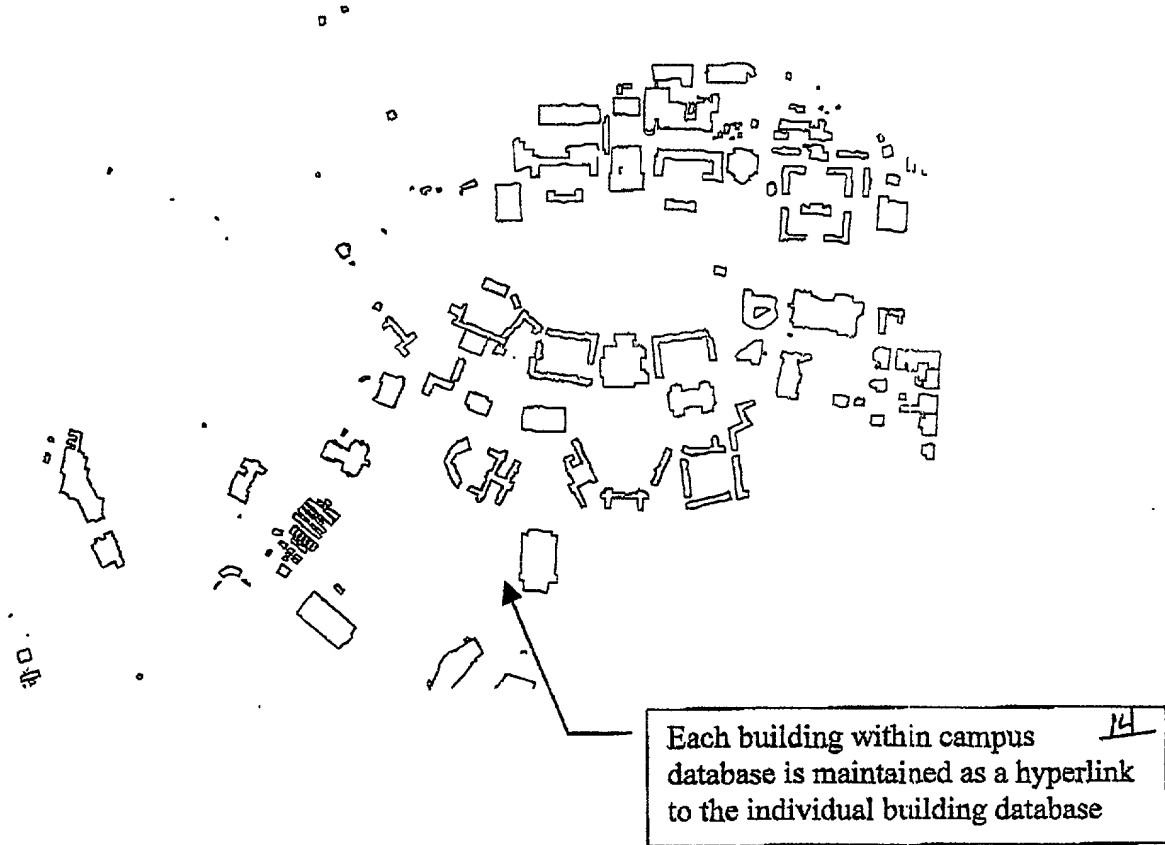 14
Each building within campus
database is maintained as a hyperlink
to the individual building database